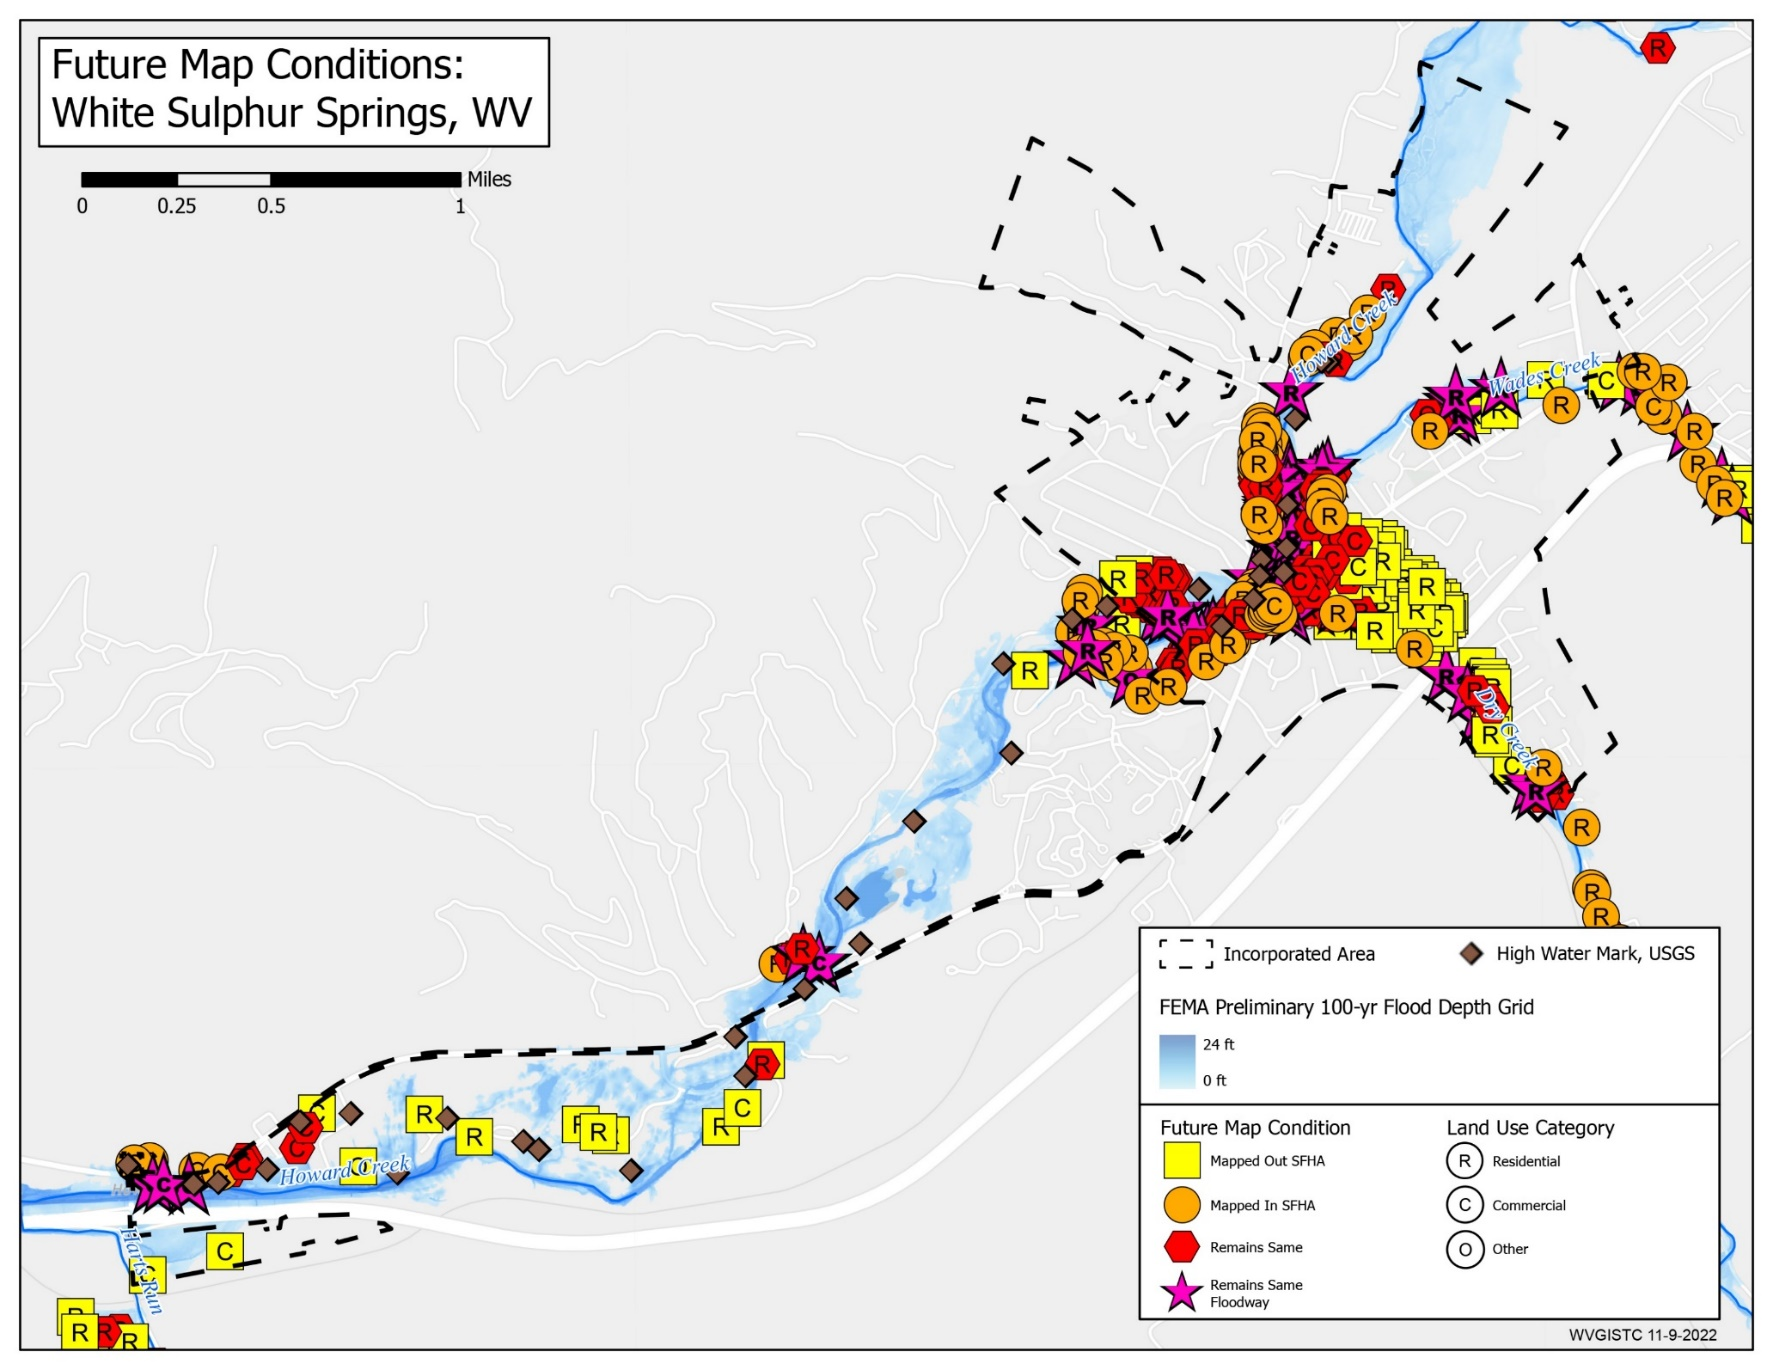 Future Map Conditions:
White Sulphur Springs, WV
Miles
0 0.25 0.5 1
R
R
Howard Creek
C
R
Wades Creek
R
C
R
R
R
R
R
C
R
R
R
R
R
R
R
R
R
R
R
C
C
R
R
R
R
R
C
R
R
R
R
R
C
R
R
R
R
R
Dry Creek
R
C
R
R
R
R
R
R
C
R
R
C
R
R
R
R
C
C
Howard Creek
C
C
Harts Run
R
R
R
Incorporated Area
High Water Mark, USGS
FEMA Preliminary 100-yr Flood Depth Grid
24 ft
0 ft
Future Map Condition
Land Use Category
Mapped Out SFHA
R Residential
Mapped In SFHA
C Commercial
Remains Same
O Other
Remains Same
Floodway
WVGISTC 11-9-2022